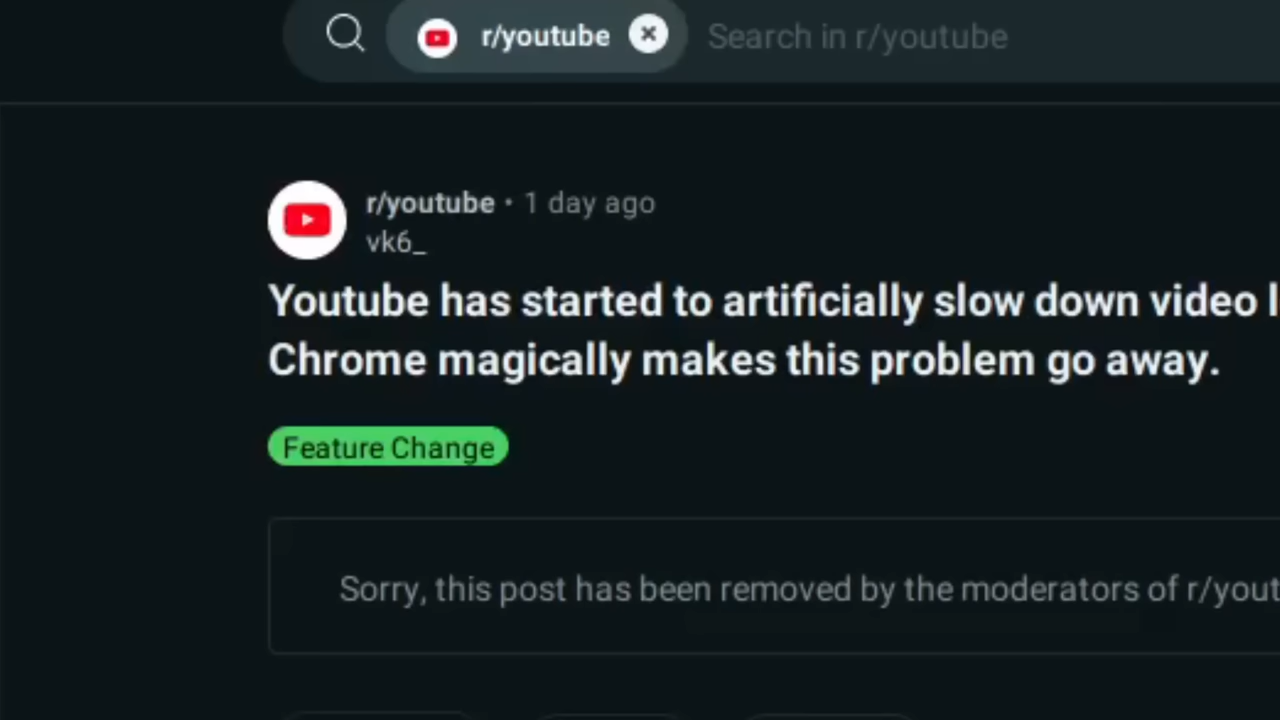 r/youtube Search in r/youtube
r/youtube • 1 day ago
vk6_
Youtube has started to artificially slow down video
Chrome magically makes this problem go away.
Feature Change
Sorry, this post has been removed by the moderators of r/yout